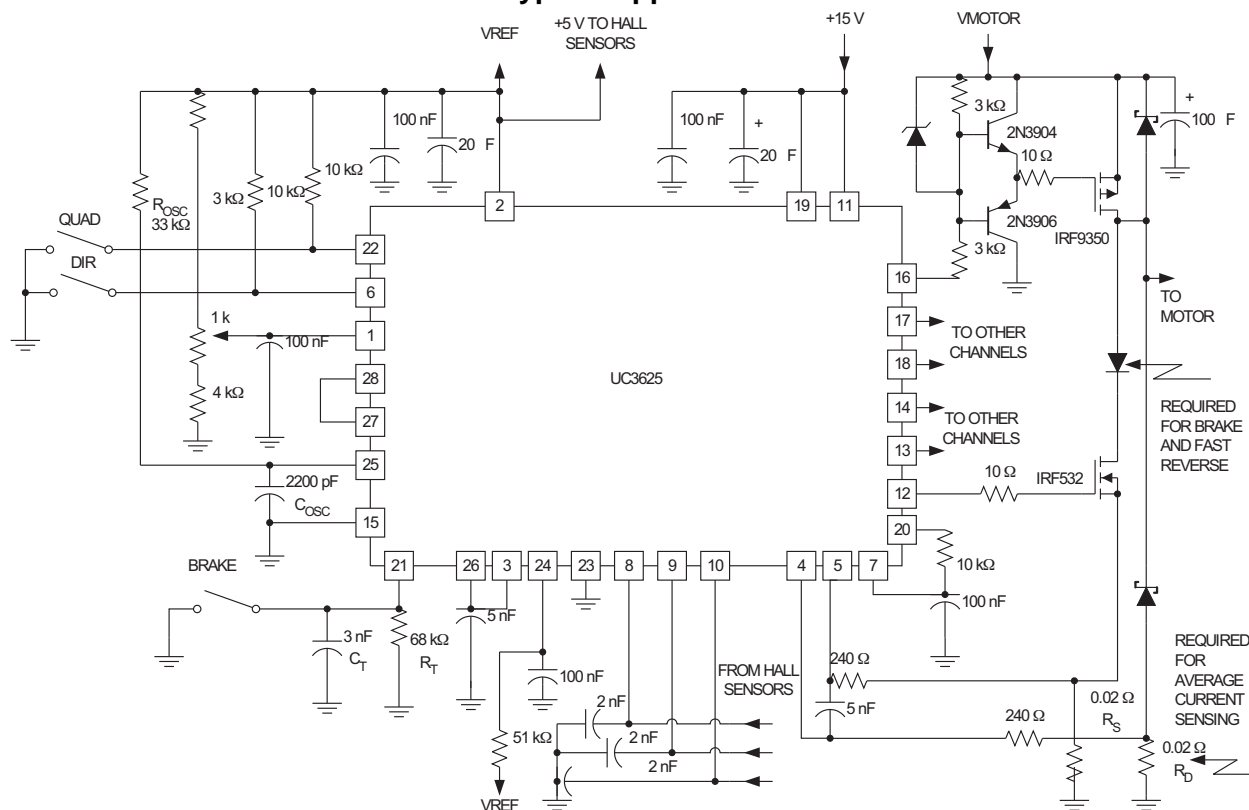 +5 V TO HALL
SENSORS
VREF
+15 V
VMOTOR
100 nF
20 F
100 nF
+
20 F
3 kΩ
2N3904
10 Ω
+
100 F
R_OSC
33 kΩ
3 kΩ
10 kΩ
10 kΩ
2
19
11
2N3906
IRF9350
3 kΩ
QUAD
22
DIR
6
16
TO
MOTOR
1 k
1
100 nF
17
TO OTHER
CHANNELS
18
4 kΩ
28
27
UC3625
14
TO OTHER
CHANNELS
13
REQUIRED
FOR BRAKE
AND FAST
REVERSE
25
2200 pF
C_OSC
15
12
10 Ω
IRF532
20
10 kΩ
BRAKE
21
26
3
24
23
8
9
10
4
5
7
100 nF
3 nF
C_T
68 kΩ
R_T
5 nF
100 nF
51 kΩ
VREF
2 nF
2 nF
2 nF
FROM HALL
SENSORS
240 Ω
5 nF
240 Ω
0.02 Ω
R_S
0.02 Ω
R_D
REQUIRED
FOR
AVERAGE
CURRENT
SENSING